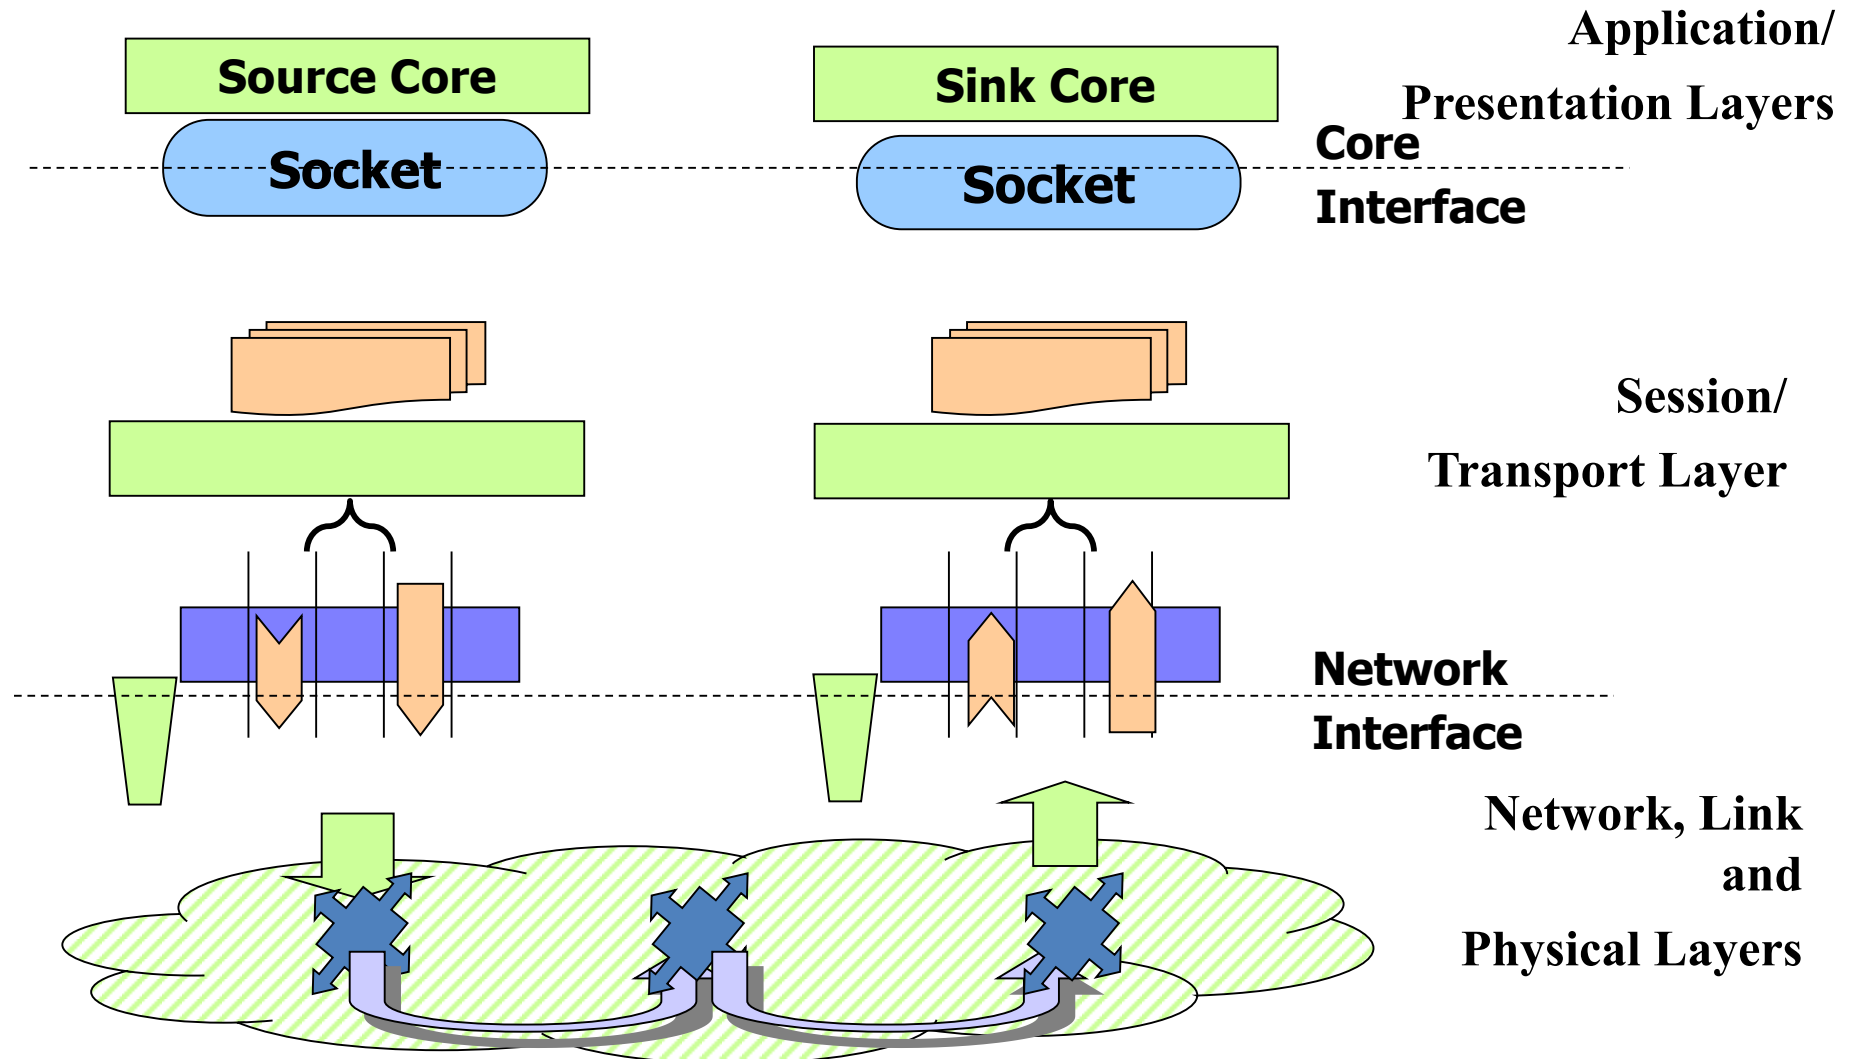 Application/
Presentation Layers
Source Core
Sink Core
Socket
Socket
Core
Interface
Session/
Transport Layer
Network
Interface
Network, Link
and
Physical Layers